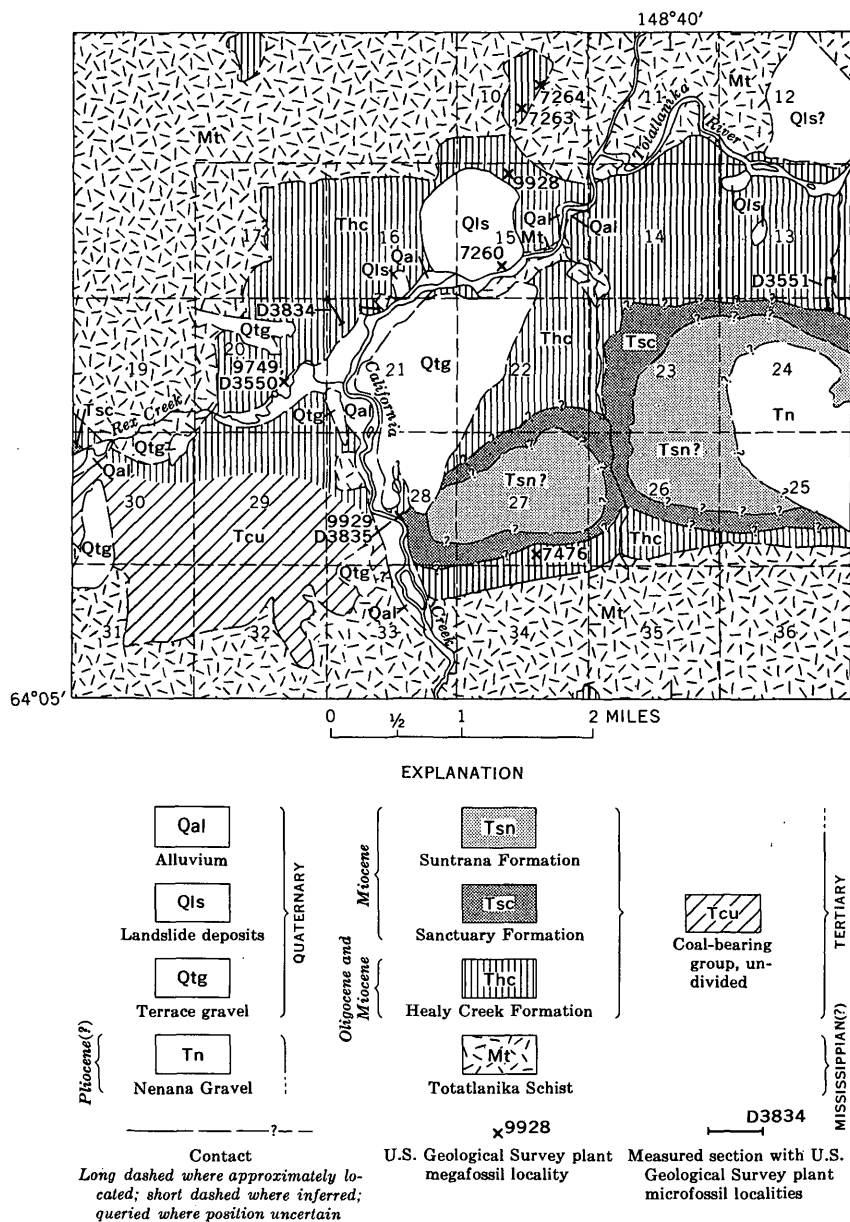 148°40'
10
7264
7263
11
Totatlanika
River
Mt
12
Qls?
Mt
9928
17
Thc
16
Qal
Qls
Qls
15
7260
Qal
Mt
Qal
14
Qls
13
D3551
D3834
Qtg
20
9749
D3550
19
Tsc
Rex Creek
Qtg
Qal
Qtg
Qal
21
California
Qtg
22
Thc
Tsc
23
24
Tn
Tsn?
26
25
Tsn?
27
28
30
29
Tcu
9929
D3835
Qtg
7476
Thc
Qtg
Qal
31
32
33
Creek
34
Mt
35
36
64°05'
0 ½ 1 2 MILES
EXPLANATION
Qal
Alluvium
Qls
Landslide deposits
Qtg
Terrace gravel
QUATERNARY
Pliocene(?)
Tn
Nenana Gravel
Miocene
Tsn
Suntrana Formation
Tsc
Sanctuary Formation
Oligocene and
Miocene
Thc
Healy Creek Formation
Mt
Totatlanika Schist
Tcu
Coal-bearing
group, un-
divided
TERTIARY
MISSISSIPPIAN(?)
?
Contact
Long dashed where approximately lo-
cated; short dashed where inferred;
queried where position uncertain
9928
U.S. Geological Survey plant
megafossil locality
D3834
Measured section with U.S.
Geological Survey plant
microfossil localities